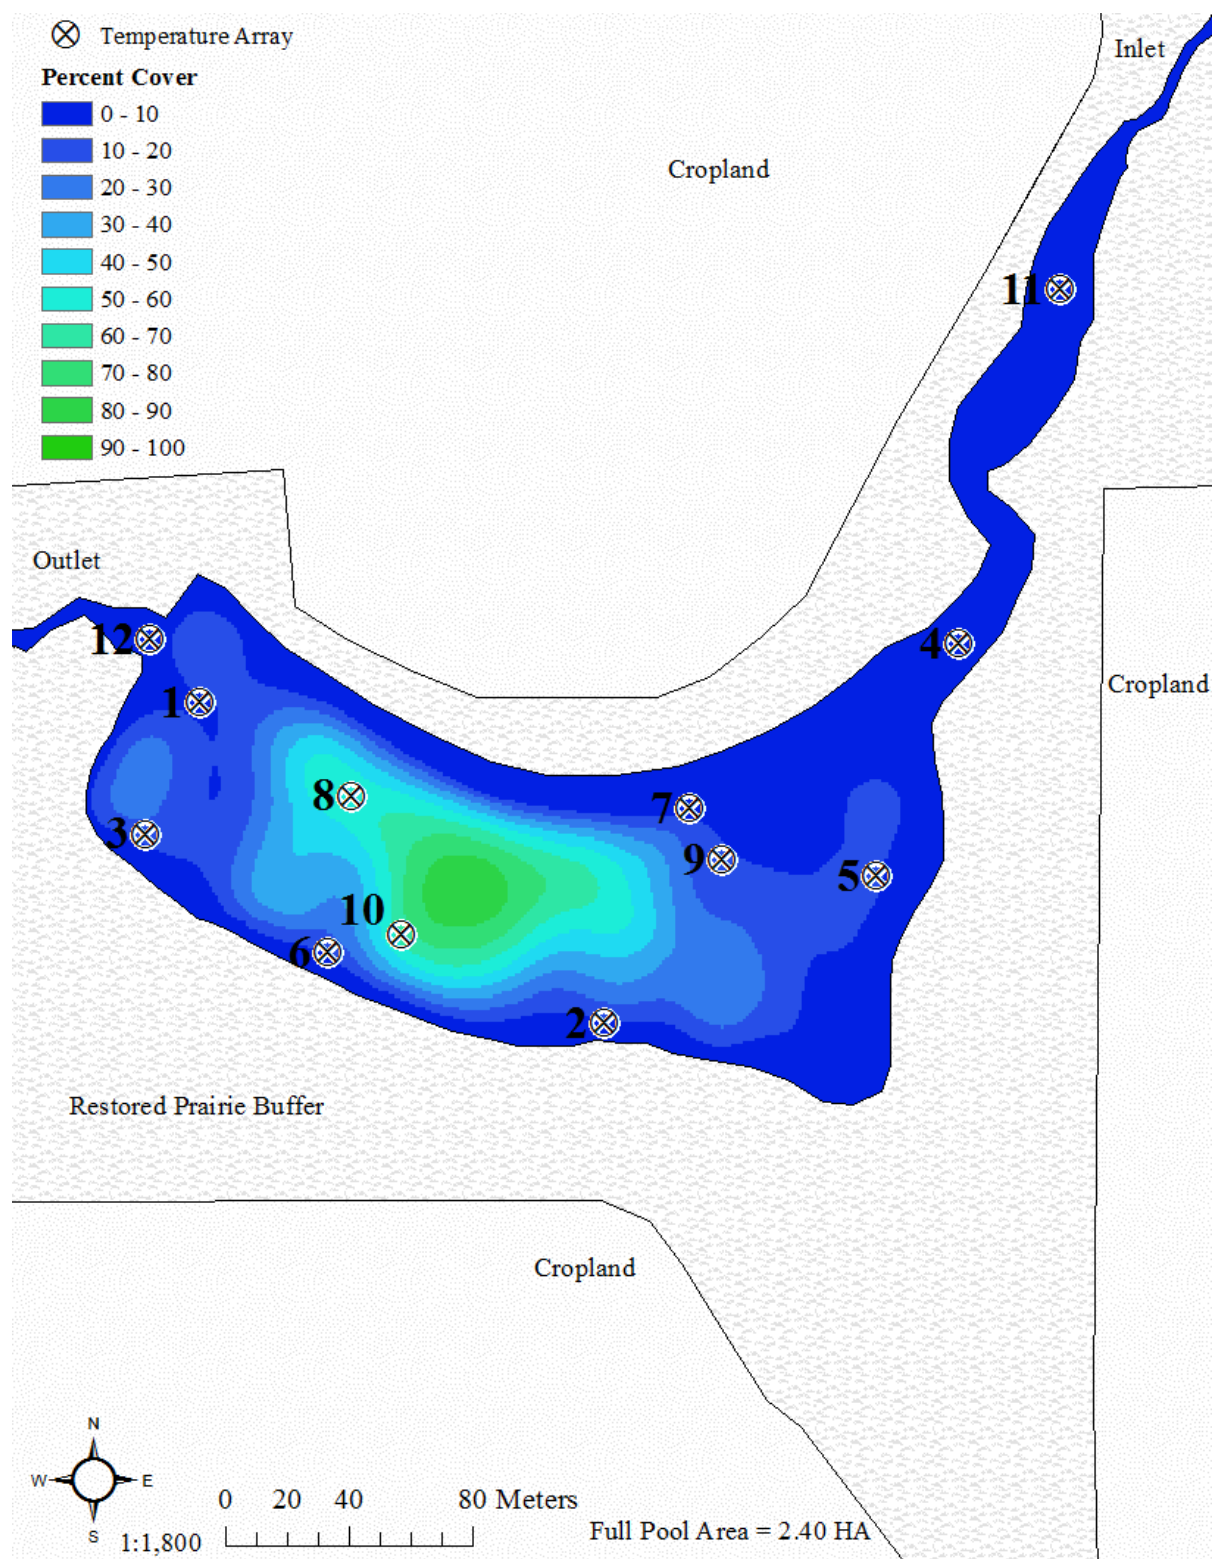 Temperature Array
Percent Cover
0 - 10
10 - 20
20 - 30
30 - 40
40 - 50
50 - 60
60 - 70
70 - 80
80 - 90
90 - 100
Inlet
Cropland
11
Outlet
12
4
1
Cropland
8
7
3
9
5
10
6
2
Restored Prairie Buffer
Cropland
N
W E
S
0 20 40 80 Meters
1:1,800
Full Pool Area = 2.40 HA